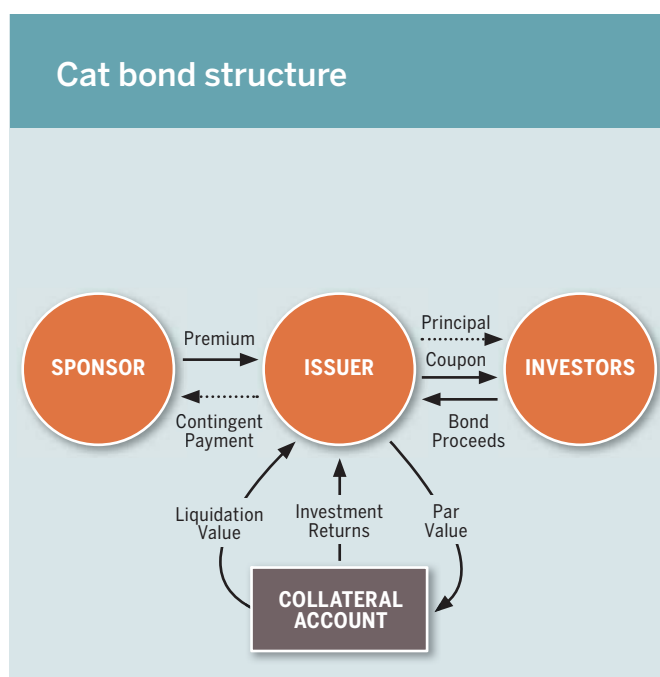 Cat bond structure
SPONSOR
Premium
Contingent
Payment
ISSUER
Principal
Coupon
Bond
Proceeds
INVESTORS
Liquidation
Value
Investment
Returns
Par
Value
COLLATERAL
ACCOUNT